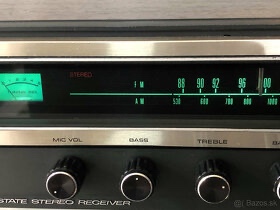 STEREO
FM 88 90 92 96 100
AM 530 600 700 800 1000
MIC VOL BASS TREBLE BA
STATE STEREO RECEIVER
bazos.sk